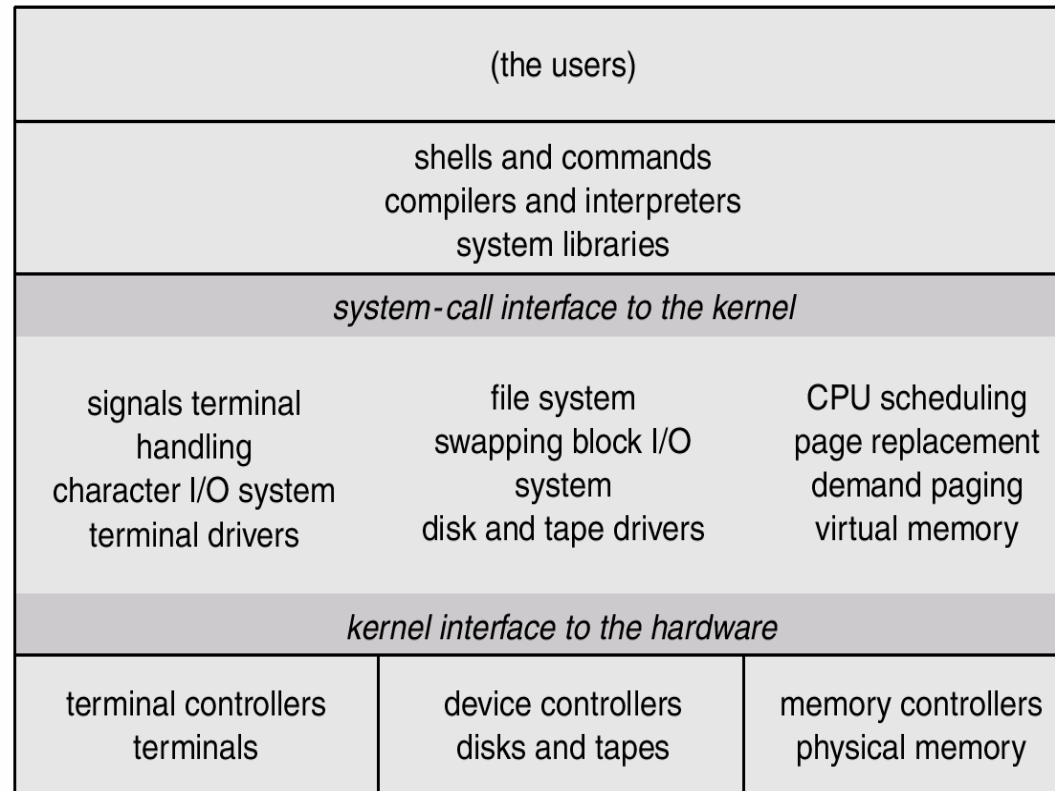 (the users)
shells and commands
compilers and interpreters
system libraries
system-call interface to the kernel
signals terminal
handling
character I/O system
terminal drivers
file system
swapping block I/O
system
disk and tape drivers
CPU scheduling
page replacement
demand paging
virtual memory
kernel interface to the hardware
terminal controllers
terminals
device controllers
disks and tapes
memory controllers
physical memory